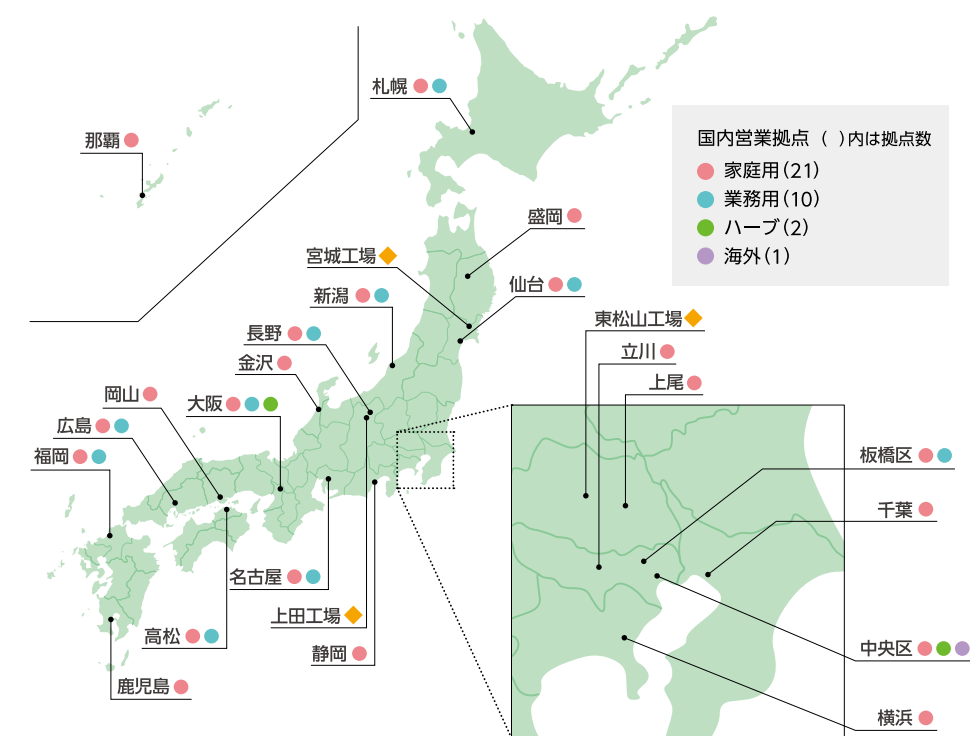 札幌
那覇
国内営業拠点 ( )内は拠点数
家庭用(21)
業務用(10)
ハーブ(2)
海外(1)
盛岡
宮城工場
仙台
新潟
東松山工場
長野
立川
金沢
上尾
岡山
大阪
広島
福岡
板橋区
千葉
名古屋
上田工場
高松
静岡
中央区
鹿児島
横浜